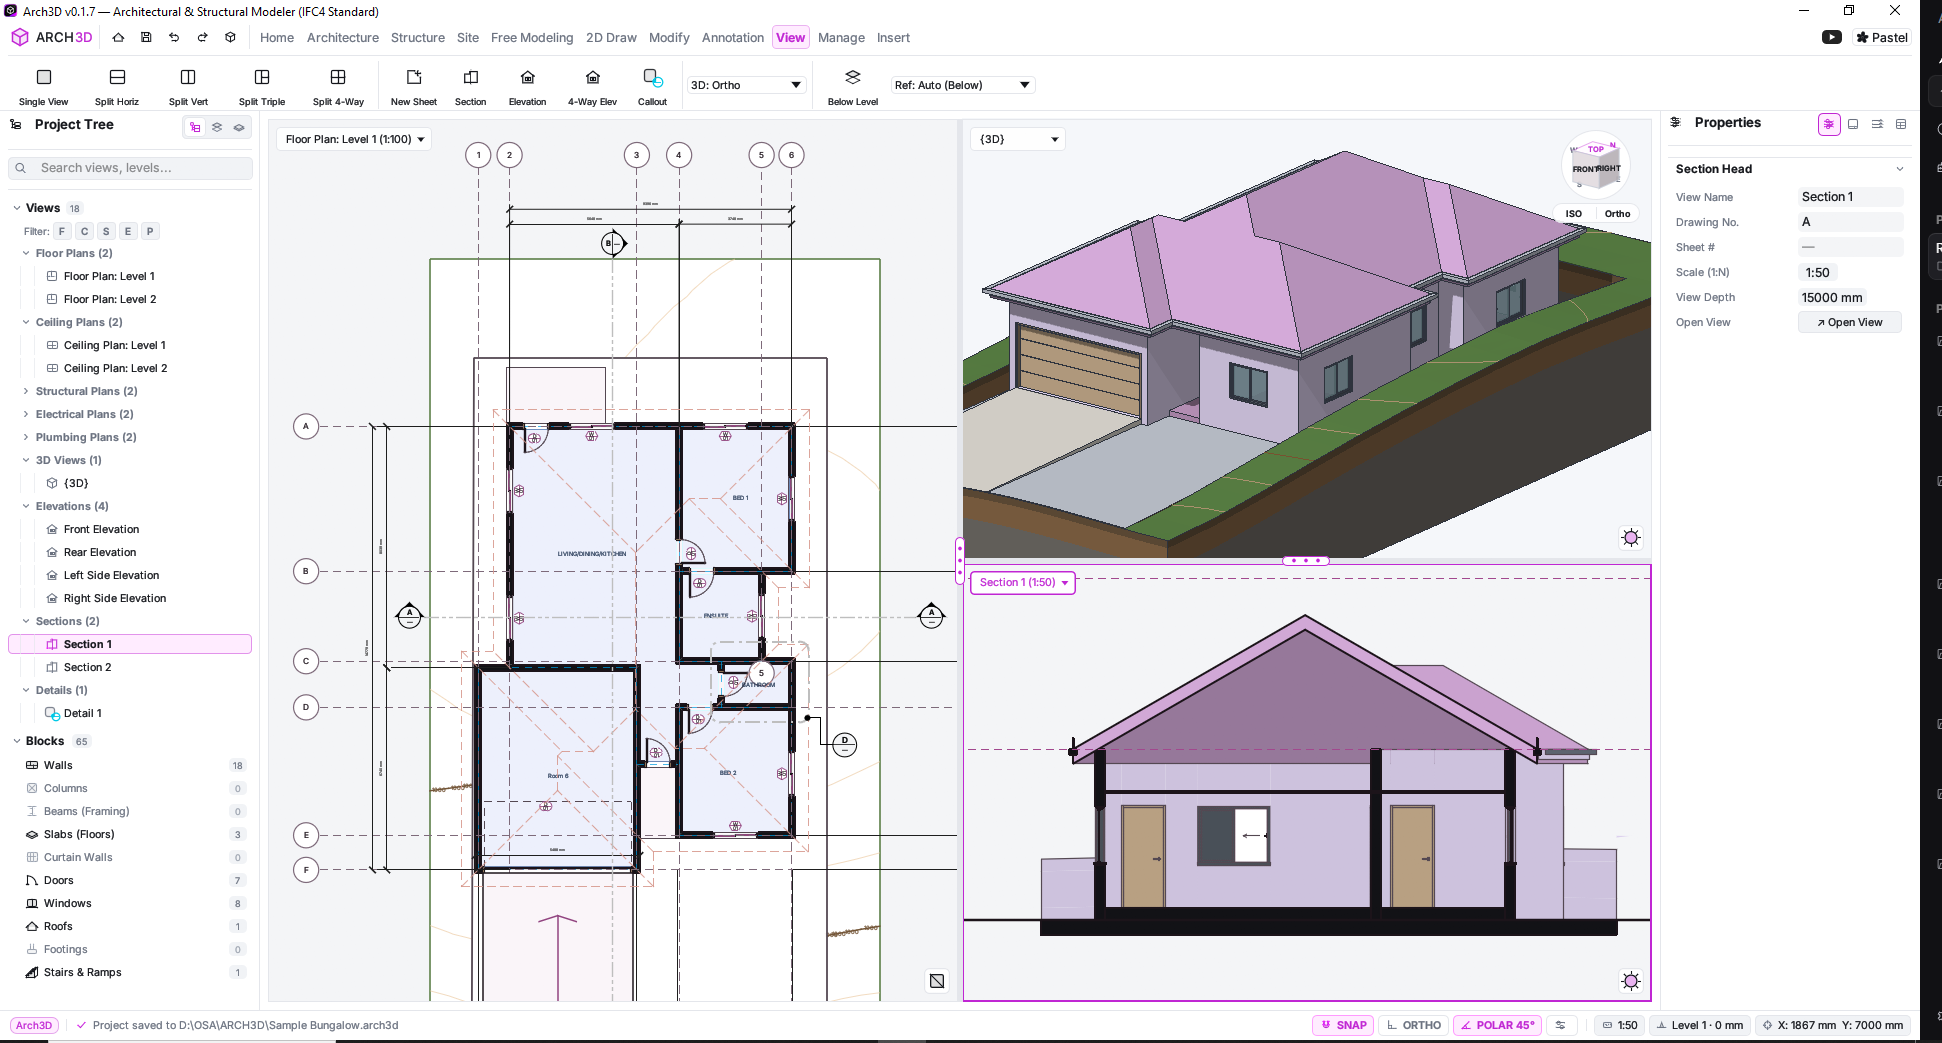 Arch3D v0.1.7 — Architectural & Structural Modeler (IFC4 Standard)
ARCH3D
Home Architecture Structure Site Free Modeling 2D Draw Modify Annotation View Manage Insert
Pastel
Single View Split Horiz Split Vert Split Triple Split 4-Way New Sheet Section Elevation 4-Way Elev Callout
3D: Ortho
Below Level
Ref: Auto (Below)
Project Tree
Search views, levels...
Views 18
Filter: F C S E P
Floor Plans (2)
Floor Plan: Level 1
Floor Plan: Level 2
Ceiling Plans (2)
Ceiling Plan: Level 1
Ceiling Plan: Level 2
Structural Plans (2)
Electrical Plans (2)
Plumbing Plans (2)
3D Views (1)
{3D}
Elevations (4)
Front Elevation
Rear Elevation
Left Side Elevation
Right Side Elevation
Sections (2)
Section 1
Section 2
Details (1)
Detail 1
Blocks 65
Walls 18
Columns 0
Beams (Framing) 0
Slabs (Floors) 3
Curtain Walls 0
Doors 7
Windows 8
Roofs 1
Footings 0
Stairs & Ramps 1
Floor Plan: Level 1 (1:100)
1 2 3 4 5 6
B
A
B
C
D
E
F
A
A
D
5
LIVING/DINING/KITCHEN
BED 1
ENSUITE
BATHROOM
BED 2
Room 6
{3D}
TOP
FRONT
RIGHT
N
W
S
E
ISO Ortho
Section 1 (1:50)
Properties
Section Head
View Name Section 1
Drawing No. A
Sheet # —
Scale (1:N) 1:50
View Depth 15000 mm
Open View ↗ Open View
Arch3D
Project saved to D:\OSA\ARCH3D\Sample Bungalow.arch3d
SNAP ORTHO POLAR 45° 1:50 Level 1 · 0 mm X: 1867 mm Y: 7000 mm